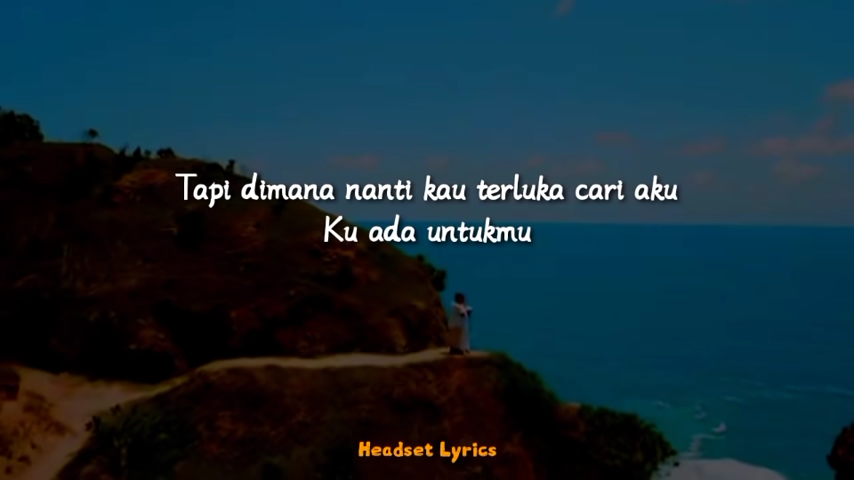 Tapi dimana nanti kau terluka cari aku
Ku ada untukmu
Headset Lyrics